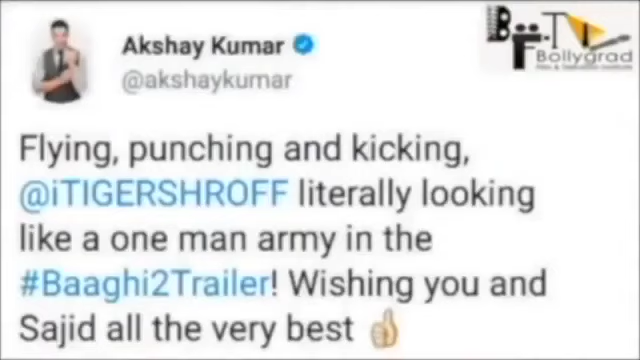 Akshay Kumar
@akshaykumar
Bollygrad
Flying, punching and kicking,
@iTIGERSHROFF literally looking
like a one man army in the
#Baaghi2Trailer! Wishing you and
Sajid all the very best 👍